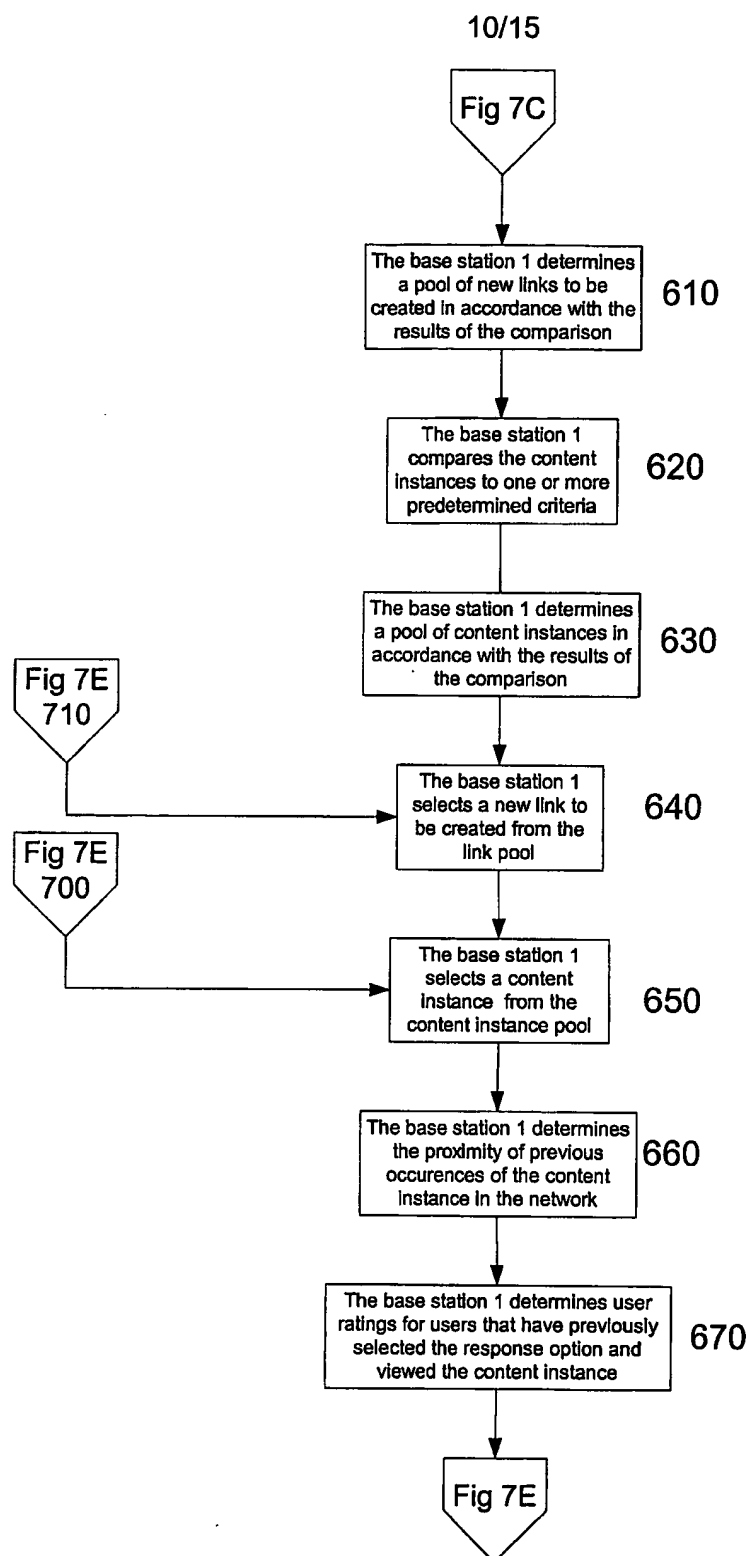 10/15
Fig 7C
The base station 1 determines
a pool of new links to be
created in accordance with the
results of the comparison
610
The base station 1
compares the content
instances to one or more
predetermined criteria
620
The base station 1 determines
a pool of content instances in
accordance with the results of
the comparison
630
Fig 7E
710
The base station 1
selects a new link to
be created from the
link pool
640
Fig 7E
700
The base station 1
selects a content
instance from the
content instance pool
650
The base station 1 determines
the proximity of previous
occurences of the content
instance in the network
660
The base station 1 determines user
ratings for users that have previously
selected the response option and
viewed the content instance
670
Fig 7E